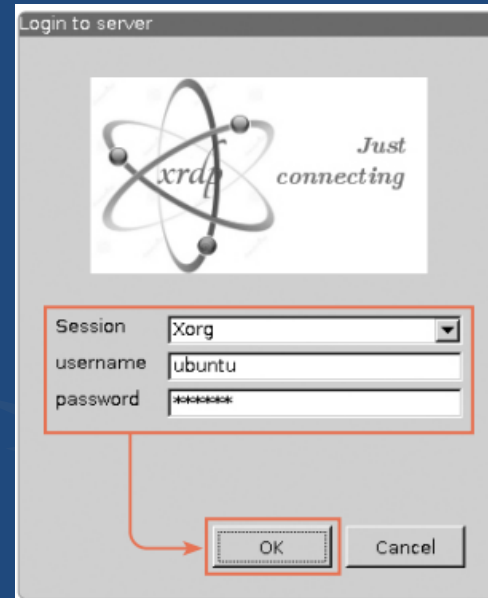 Login to server
xrdp
Just
connecting
Session
Xorg
username
ubuntu
password
******
OK
Cancel